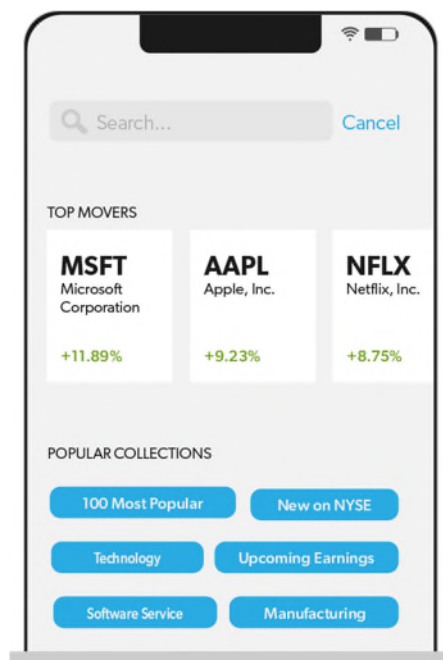 Search...
Cancel
TOP MOVERS
MSFT
Microsoft
Corporation
+11.89%
AAPL
Apple, Inc.
+9.23%
NFLX
Netflix, Inc.
+8.75%
POPULAR COLLECTIONS
100 Most Popular
New on NYSE
Technology
Upcoming Earnings
Software Service
Manufacturing